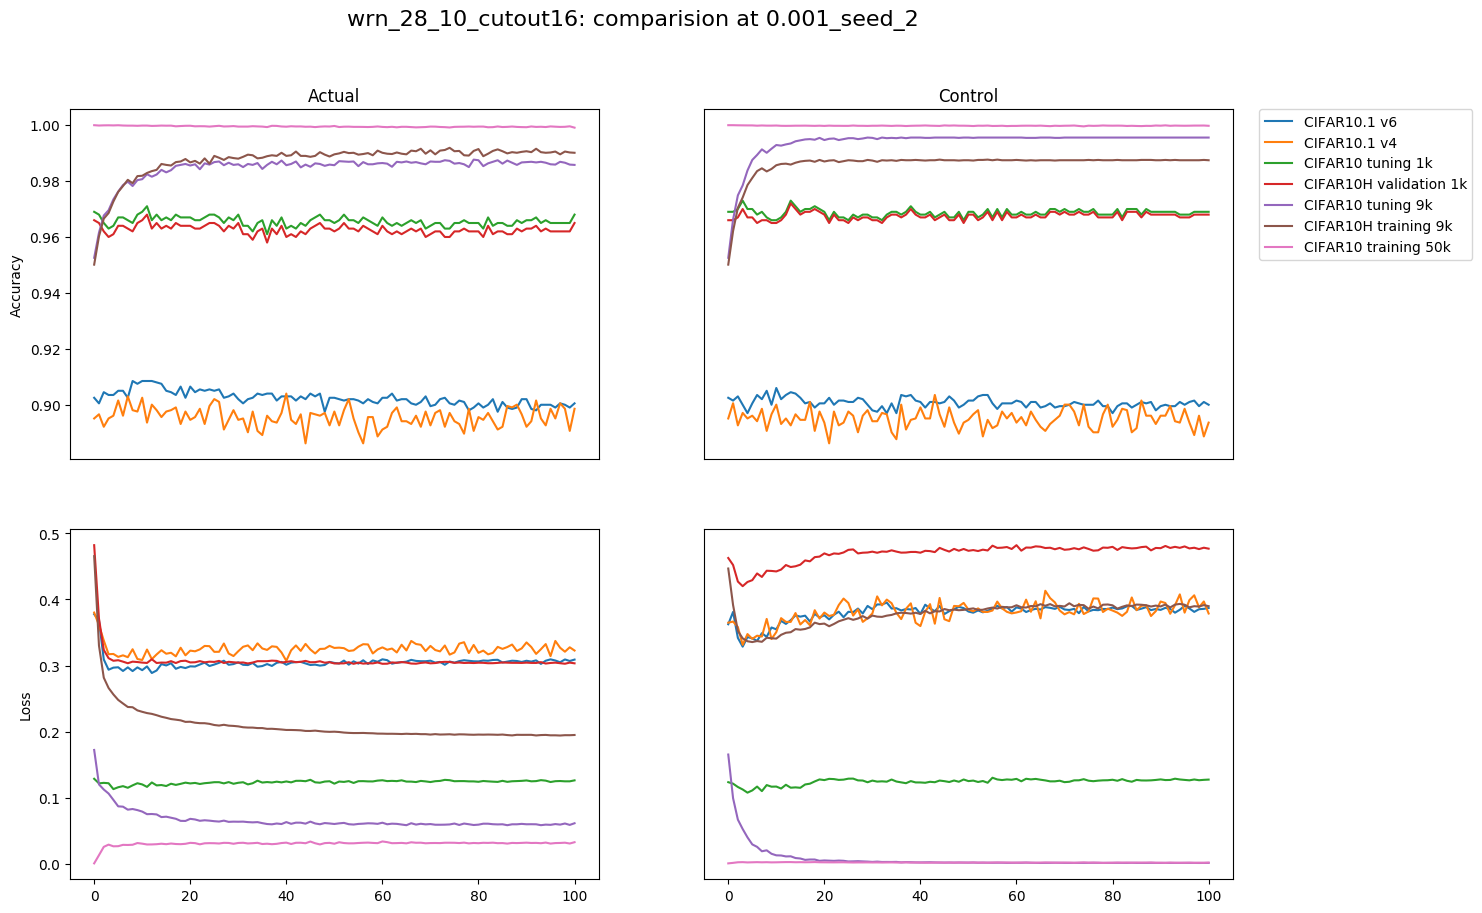 wrn_28_10_cutout16: comparision at 0.001_seed_2
Actual
Control
Accuracy
1.00
0.98
0.96
0.94
0.92
0.90
CIFAR10.1 v6
CIFAR10.1 v4
CIFAR10 tuning 1k
CIFAR10H validation 1k
CIFAR10 tuning 9k
CIFAR10H training 9k
CIFAR10 training 50k
Loss
0.5
0.4
0.3
0.2
0.1
0.0
0 20 40 60 80 100
0 20 40 60 80 100